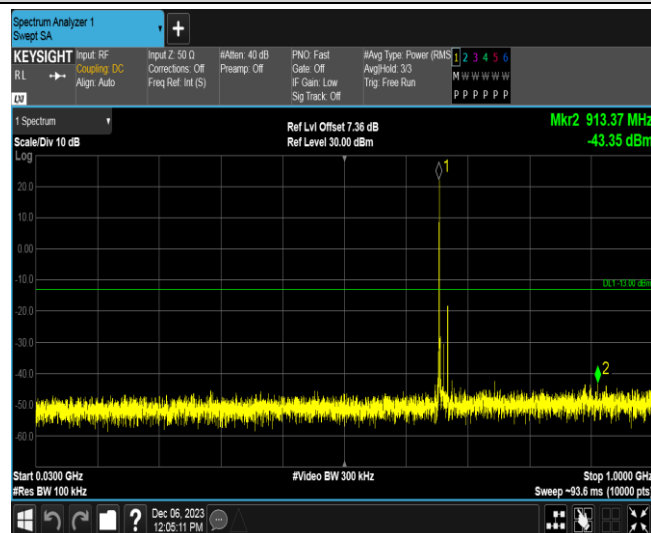 Spectrum Analyzer 1
Swept SA
+
KEYSIGHT Input: RF Input Z: 50 Ω #Atten: 40 dB PNO: Fast #Avg Type: Power (RMS 1 2 3 4 5 6
RL Coupling: DC Corrections: Off Preamp: Off Gate: Off Avg|Hold: 3/3 M W W W W W
Align: Auto Freq Ref: Int (S) IF Gain: Low Trig: Free Run
Sig Track: Off P P P P P P
1 Spectrum Ref Lvl Offset 7.36 dB Mkr2 913.37 MHz
Scale/Div 10 dB Ref Level 30.00 dBm -43.35 dBm
Log
1
20.0
10.0
0.00
-10.0
DL1 -13.00 dBm
-20.0
-30.0
-40.0
2
-50.0
-60.0
Start 0.0300 GHz #Video BW 300 kHz Stop 1.0000 GHz
#Res BW 100 kHz Sweep ~93.6 ms (10000 pts)
? Dec 06, 2023
12:05:11 PM